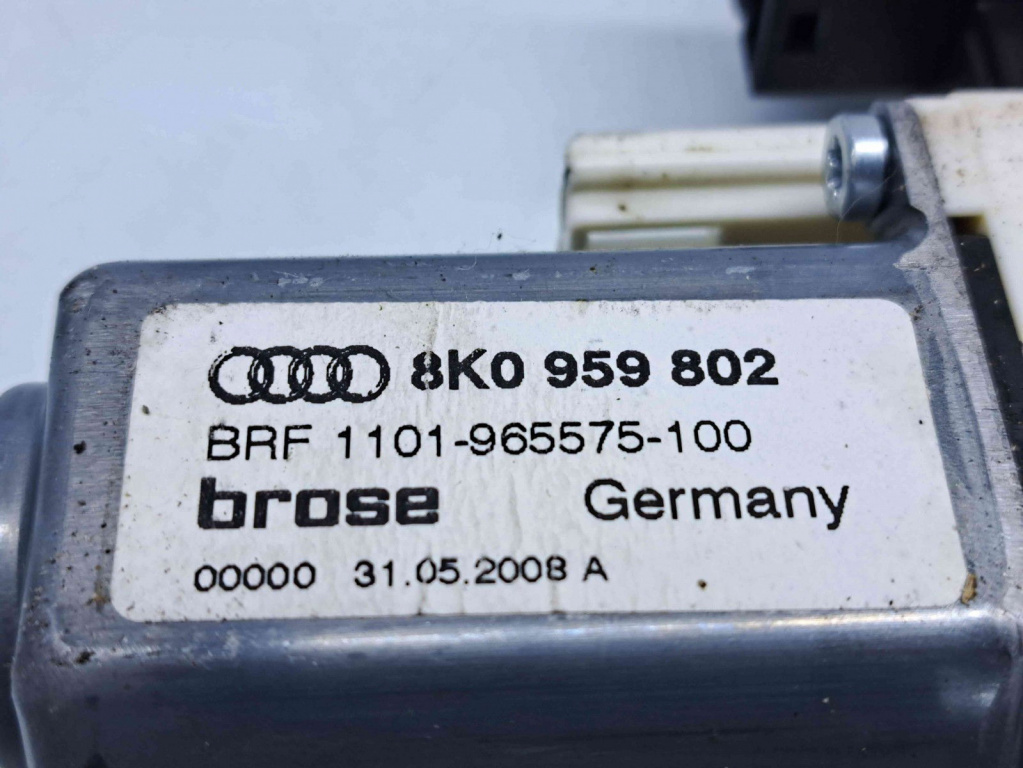 8K0 959 802
BRF 1101-965575-100
brose Germany
00000 31.05.2008 A